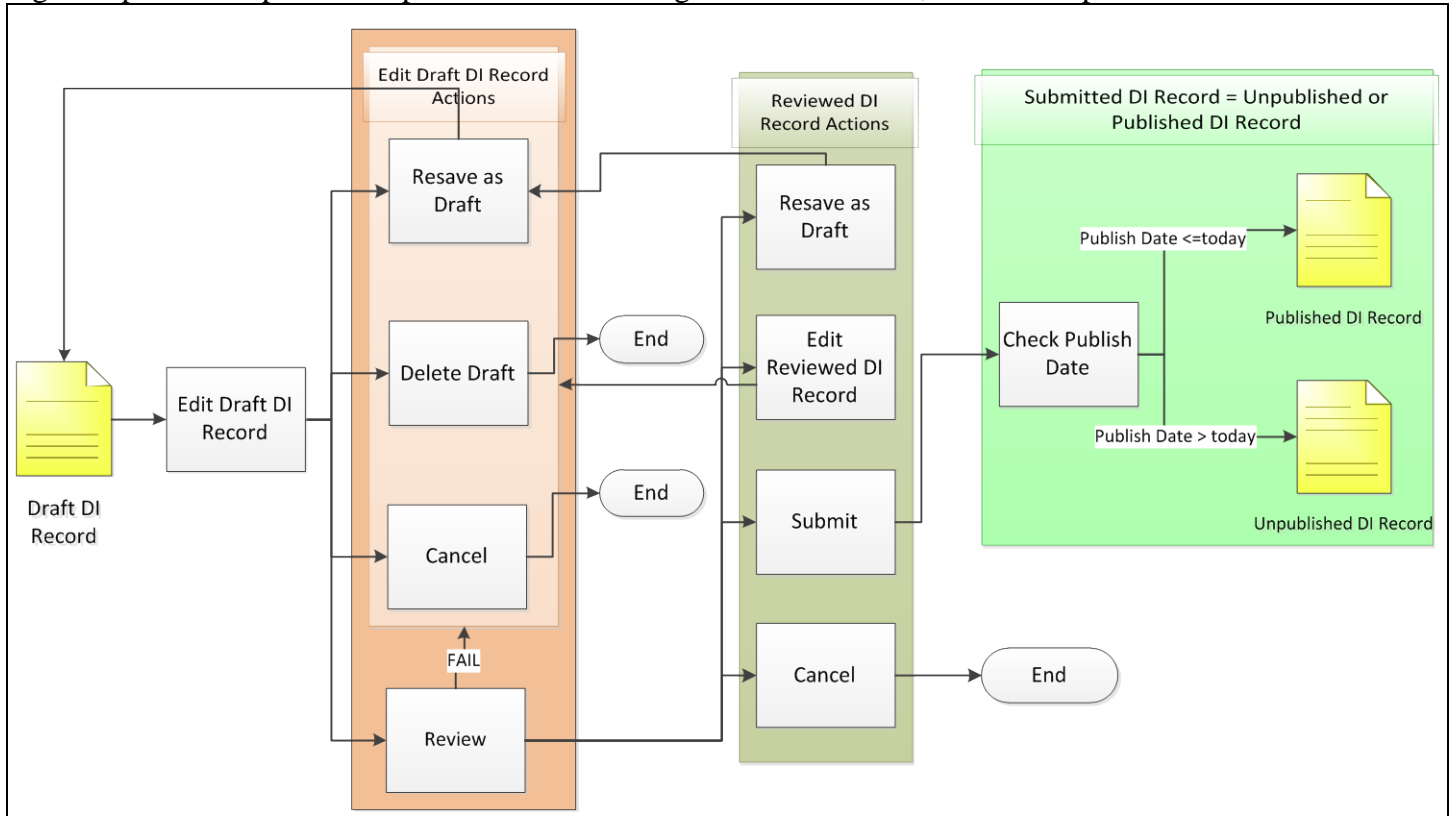 Edit Draft DI Record
Actions
Resave as
Draft
Delete Draft
Cancel
FAIL
Review
Draft DI
Record
Edit Draft DI
Record
End
End
Reviewed DI
Record Actions
Resave as
Draft
Edit
Reviewed DI
Record
Submit
Cancel
End
Submitted DI Record = Unpublished or
Published DI Record
Check Publish
Date
Publish Date <=today
Published DI Record
Publish Date > today
Unpublished DI Record